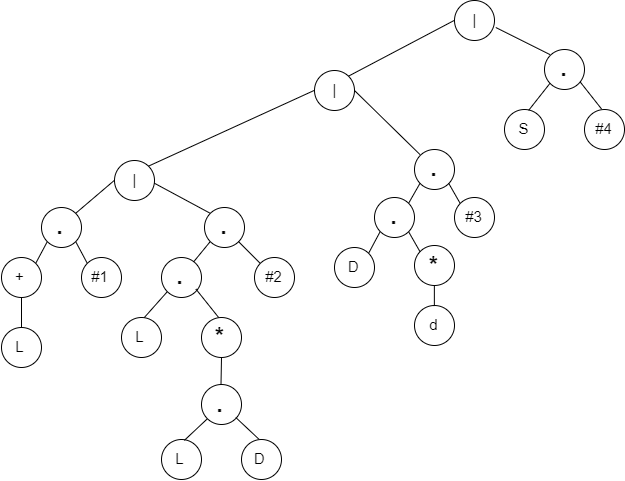 |
|
.
S
#4
|
.
.
#3
.
.
D
*
+
#1
.
#2
d
L
L
*
.
L
D